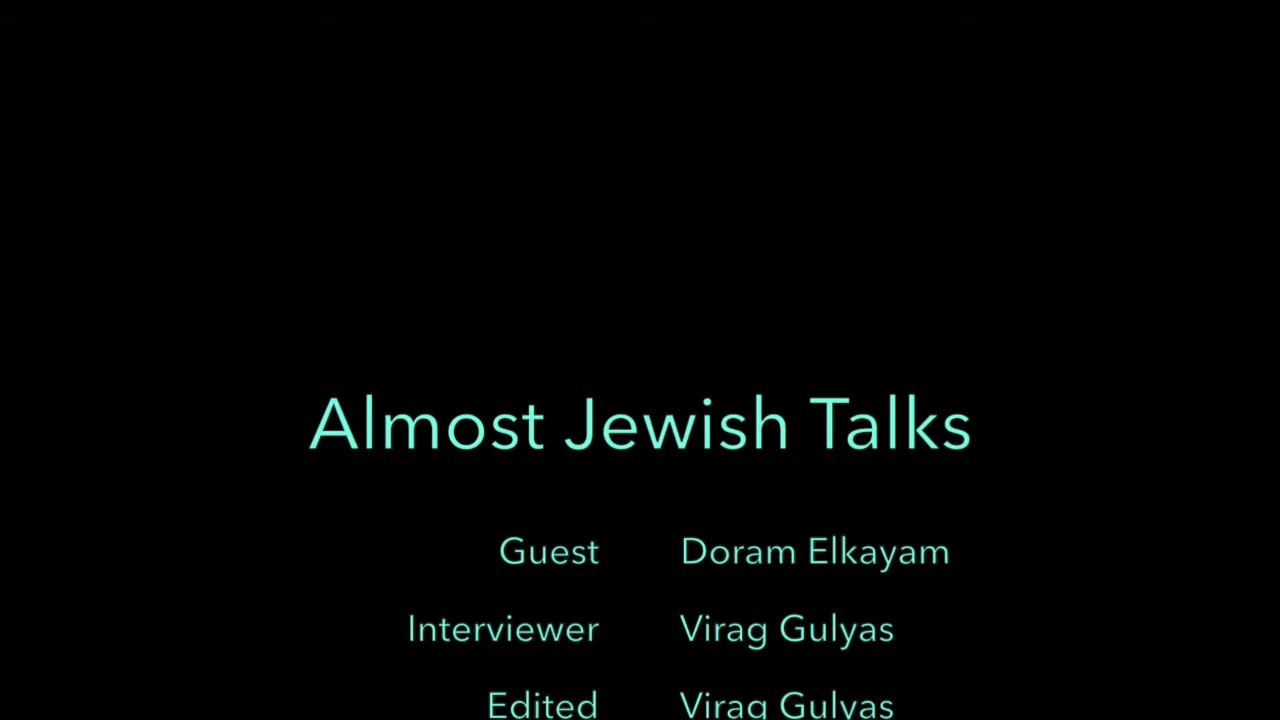 Almost Jewish Talks
Guest Doram Elkayam
Interviewer Virag Gulyas
Edited Virag Gulyas